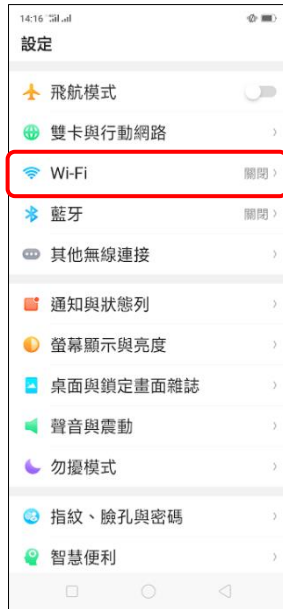 14:16
設定
飛航模式
雙卡與行動網路
Wi-Fi 關閉
藍牙 關閉
其他無線連接
通知與狀態列
螢幕顯示與亮度
桌面與鎖定畫面雜誌
聲音與震動
勿擾模式
指紋、臉孔與密碼
智慧便利